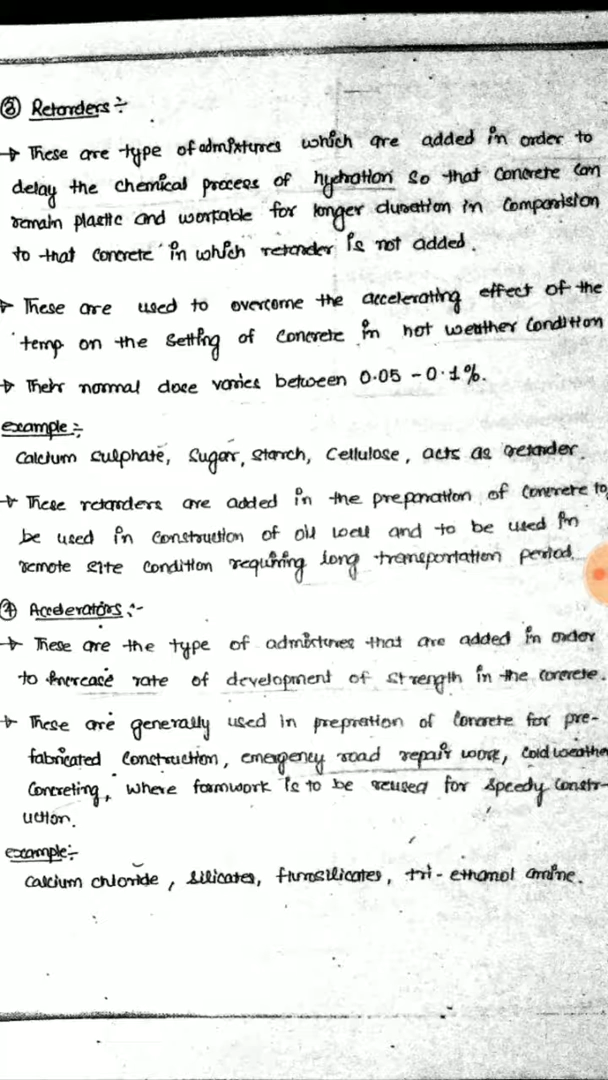 ③ Retarders :-
→ These are type of admixtures which are added in order to
delay the chemical process of hydration so that concrete can
remain plastic and workable for longer duration in comparision
to that concrete in which retarder is not added.
→ These are used to overcome the accelerating effect of the
temp on the setting of concrete in hot weather condition
→ Their normal dose varies between 0.05 - 0.1%.
example :-
Calcium sulphate, Sugar, starch, Cellulose, acts as retarder.
→ These retarders are added in the preparation of concrete to
be used in construction of oil well and to be used in
remote site condition requiring long transportation period.
④ Accelerators :-
→ These are the type of admixtures that are added in order
to increase rate of development of strength in the concrete.
→ These are generally used in prepration of concrete for pre-
fabricated construction, emergency road repair work, cold weathe
Concreting, where formwork is to be reused for speedy constr-
uction.
example :-
Calcium chloride, silicates, flurosilicates, tri-ethanol amine.